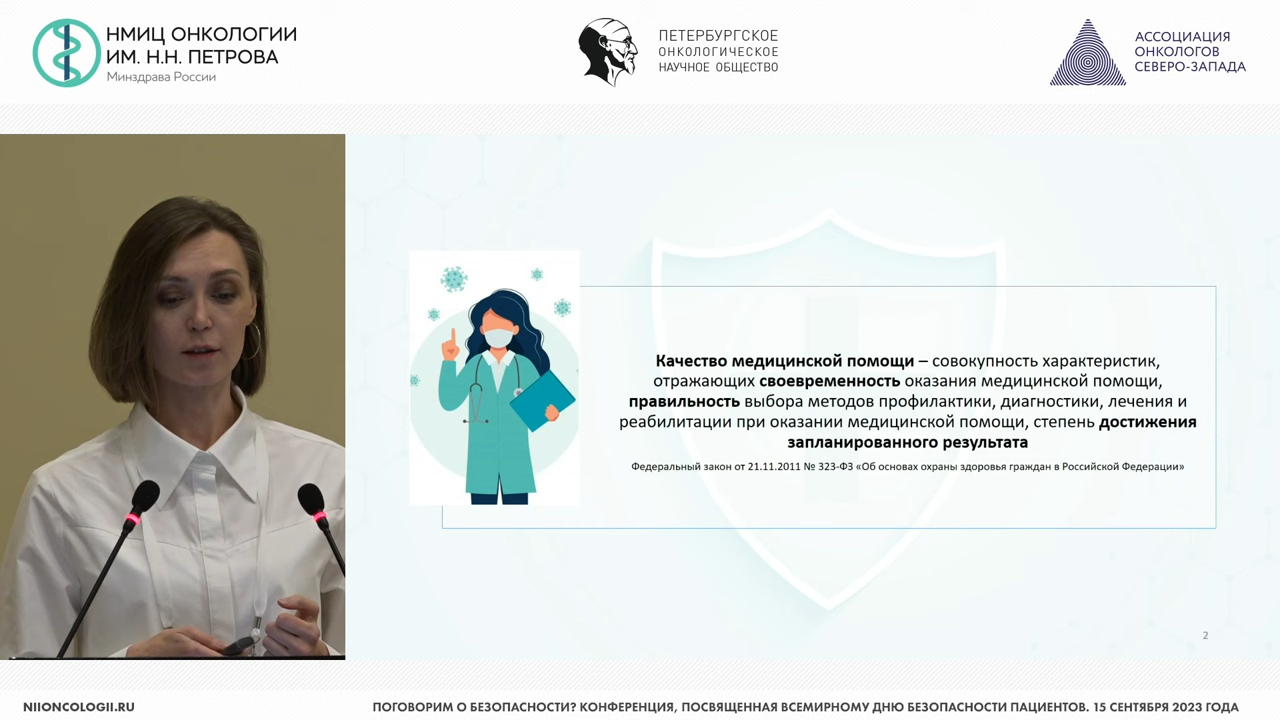 НМИЦ ОНКОЛОГИИ
ИМ. Н.Н. ПЕТРОВА
Минздрава России
ПЕТЕРБУРГСКОЕ
ОНКОЛОГИЧЕСКОЕ
НАУЧНОЕ ОБЩЕСТВО
АССОЦИАЦИЯ
ОНКОЛОГОВ
СЕВЕРО-ЗАПАДА
Качество медицинской помощи – совокупность характеристик,
отражающих своевременность оказания медицинской помощи,
правильность выбора методов профилактики, диагностики, лечения и
реабилитации при оказании медицинской помощи, степень достижения
запланированного результата
Федеральный закон от 21.11.2011 № 323-ФЗ «Об основах охраны здоровья граждан в Российской Федерации»
2
NIIONCOLOGII.RU
ПОГОВОРИМ О БЕЗОПАСНОСТИ? КОНФЕРЕНЦИЯ, ПОСВЯЩЕННАЯ ВСЕМИРНОМУ ДНЮ БЕЗОПАСНОСТИ ПАЦИЕНТОВ. 15 СЕНТЯБРЯ 2023 ГОДА